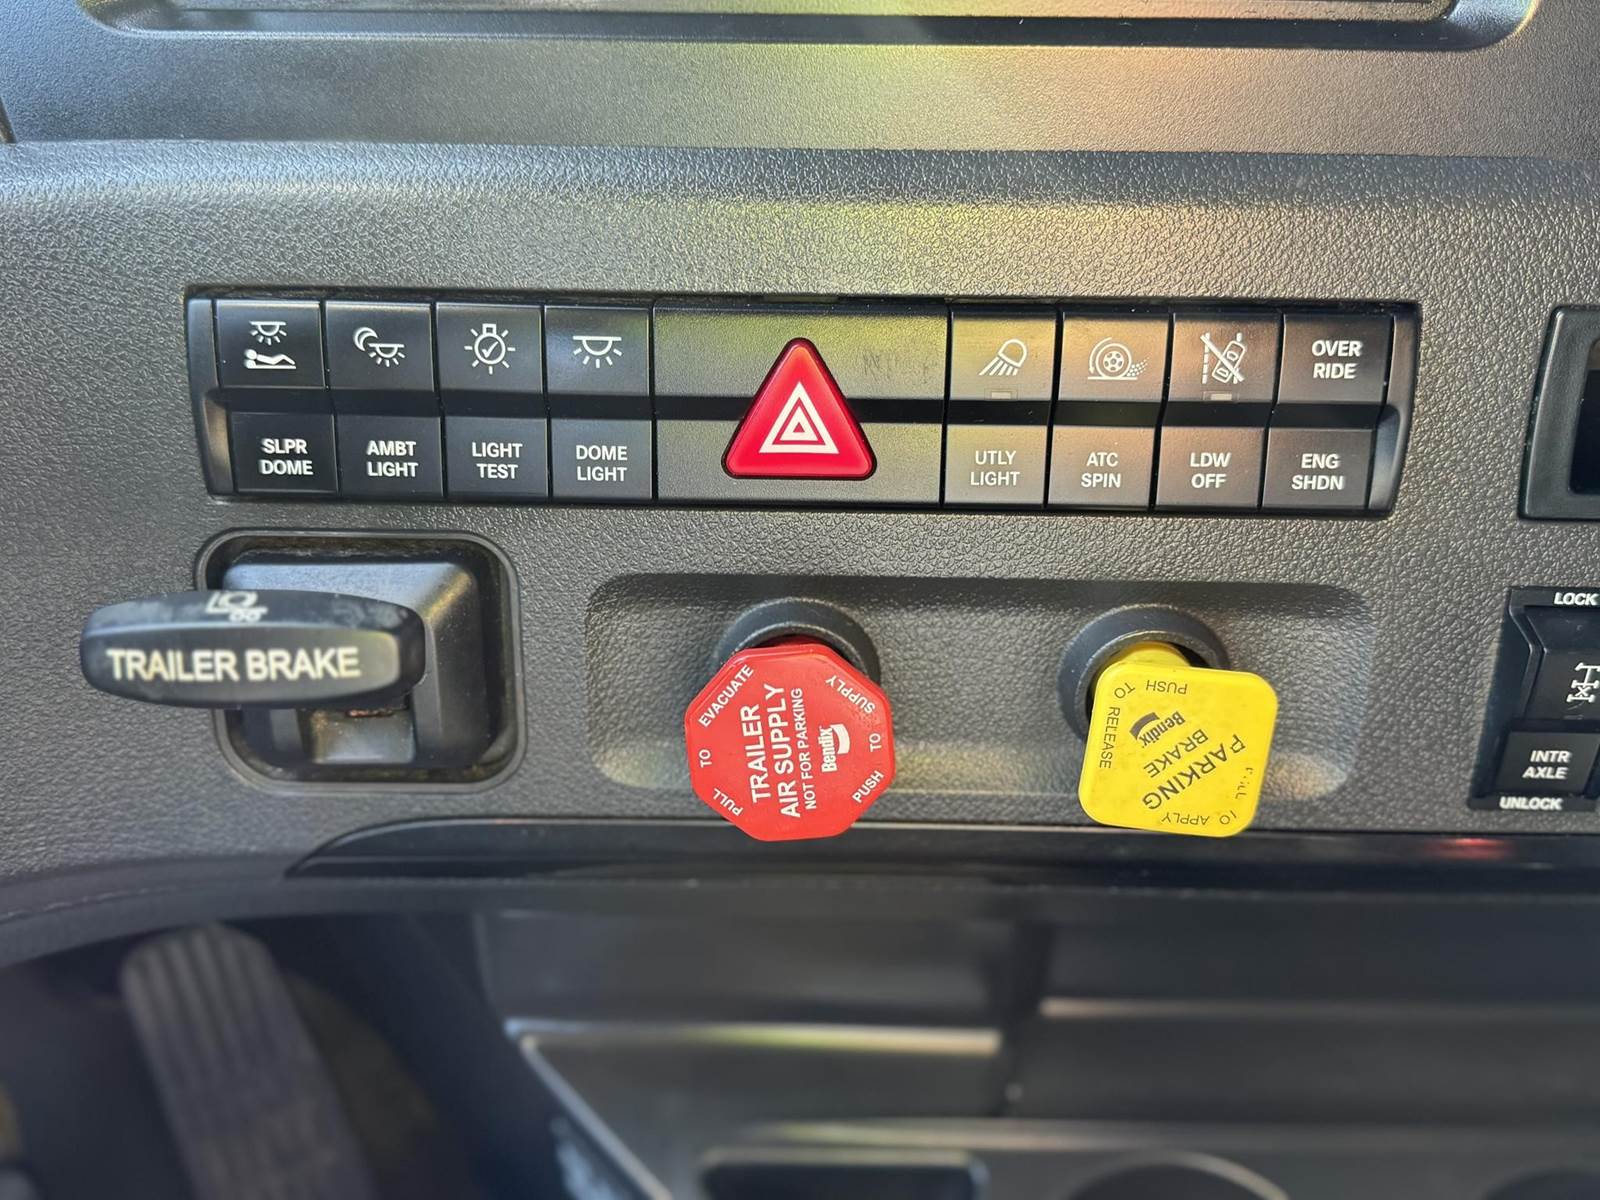 OVER
RIDE
SLPR
DOME
AMBT
LIGHT
LIGHT
TEST
DOME
LIGHT
UTLY
LIGHT
ATC
SPIN
LDW
OFF
ENG
SHDN
TRAILER BRAKE
PULL TO EVACUATE
TRAILER
AIR SUPPLY
NOT FOR PARKING
Bendix
PUSH TO SUPPLY
PUSH TO RELEASE
Bendix
PARKING
BRAKE
PULL TO APPLY
LOCK
INTR
AXLE
UNLOCK